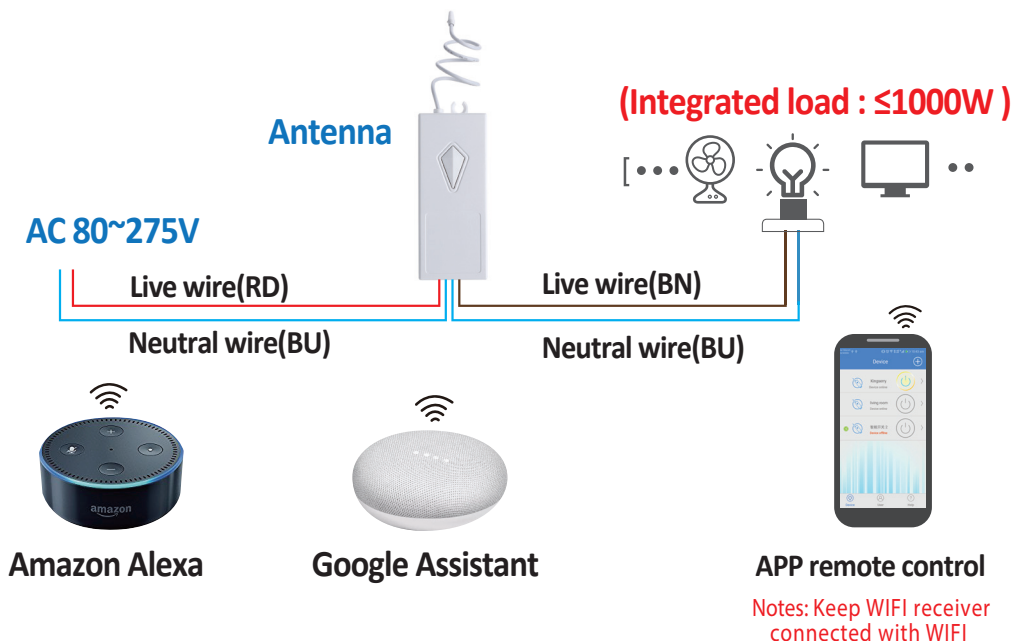 (Integrated load : ≤1000W )
Antenna
AC 80~275V
Live wire(RD)
Live wire(BN)
Neutral wire(BU)
Neutral wire(BU)
Device
amazon
Amazon Alexa
Google Assistant
APP remote control
Notes: Keep WIFI receiver
connected with WIFI